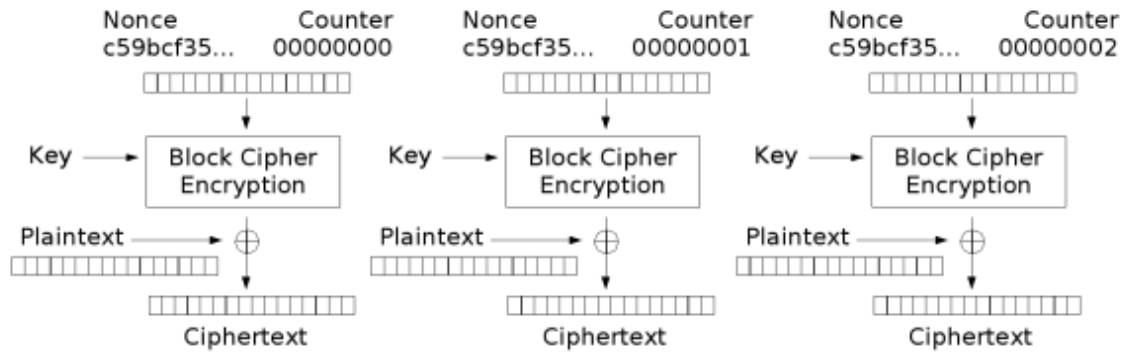 Nonce Counter Nonce Counter Nonce Counter
c59bcf35... 00000000 c59bcf35... 00000001 c59bcf35... 00000002
Key Block Cipher Key Block Cipher Key Block Cipher
Encryption Encryption Encryption
Plaintext Plaintext Plaintext
Ciphertext Ciphertext Ciphertext